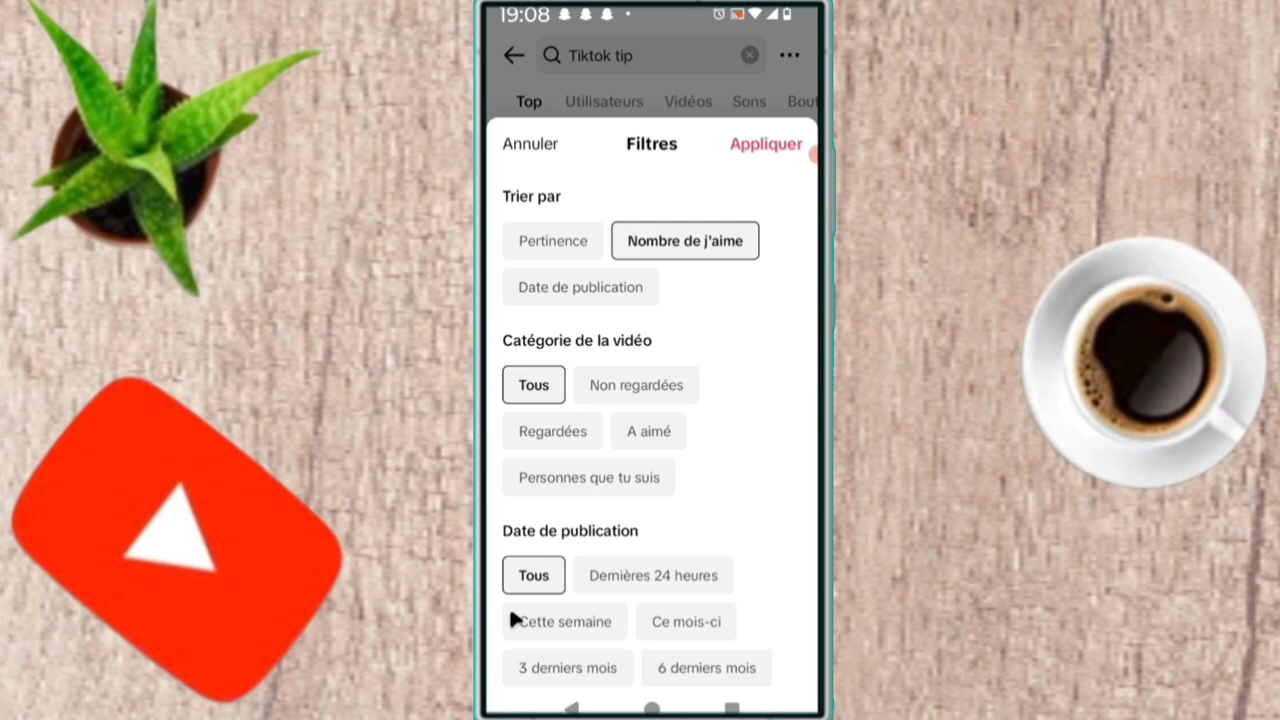 19:08
Tiktok tip
Top Utilisateurs Vidéos Sons Bout
Annuler Filtres Appliquer
Trier par
Pertinence Nombre de j'aime
Date de publication
Catégorie de la vidéo
Tous Non regardées
Regardées A aimé
Personnes que tu suis
Date de publication
Tous Dernières 24 heures
Cette semaine Ce mois-ci
3 derniers mois 6 derniers mois